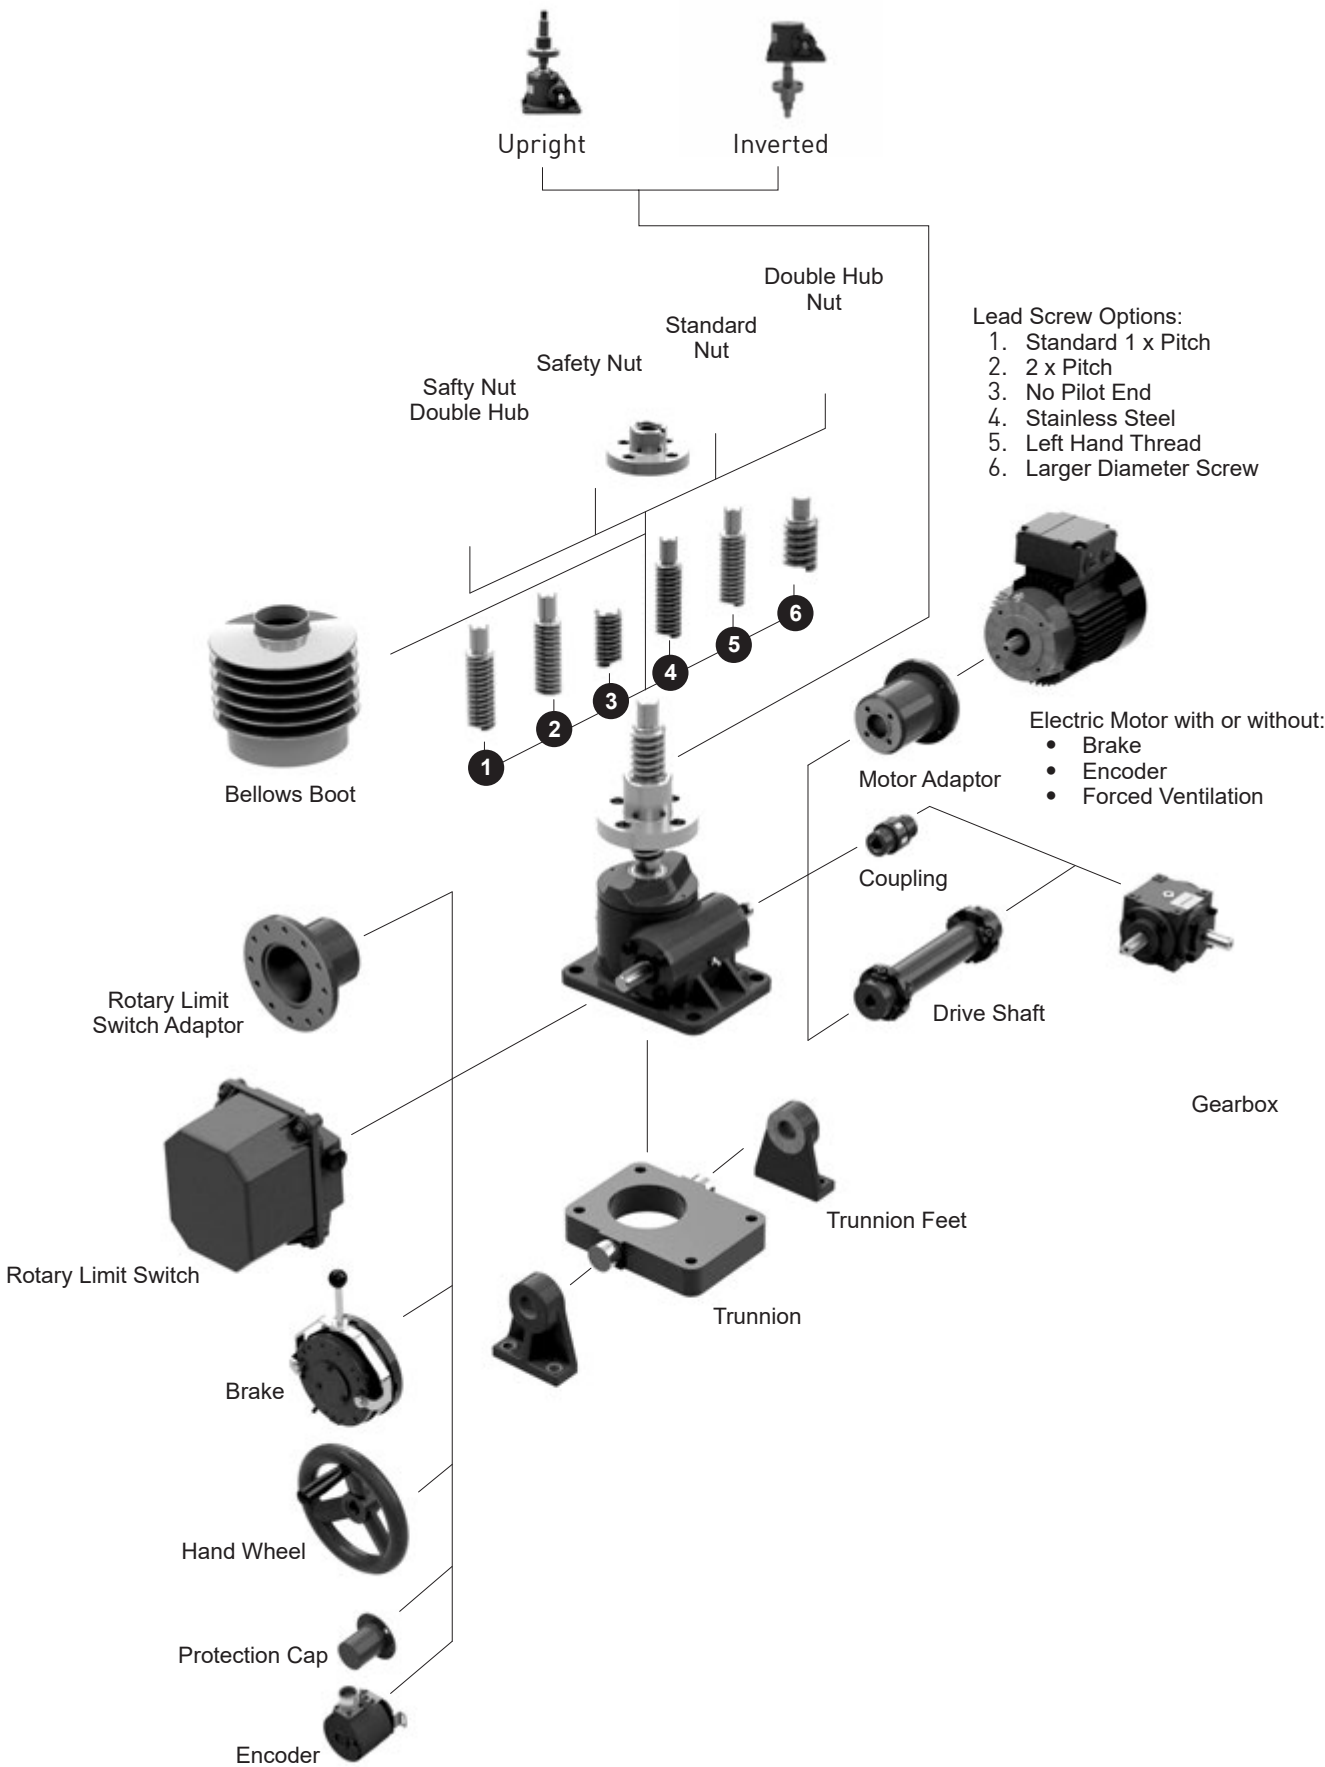 Upright
Inverted
Double Hub
Nut
Standard
Nut
Safety Nut
Safty Nut
Double Hub
Lead Screw Options:
1. Standard 1 x Pitch
2. 2 x Pitch
3. No Pilot End
4. Stainless Steel
5. Left Hand Thread
6. Larger Diameter Screw
6
5
4
3
2
1
Bellows Boot
Electric Motor with or without:
• Brake
• Encoder
• Forced Ventilation
Motor Adaptor
Coupling
Drive Shaft
Gearbox
Rotary Limit
Switch Adaptor
Rotary Limit Switch
Trunnion Feet
Trunnion
Brake
Hand Wheel
Protection Cap
Encoder